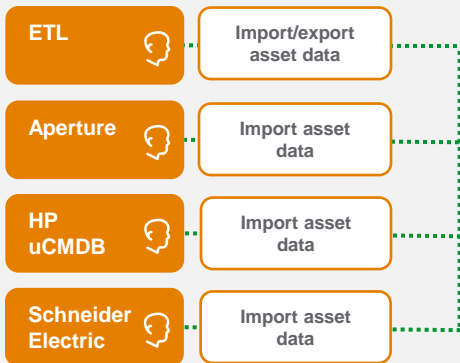 ETL
Import/export
asset data
Aperture
Import asset
data
HP
uCMDB
Import asset
data
Schneider
Electric
Import asset
data